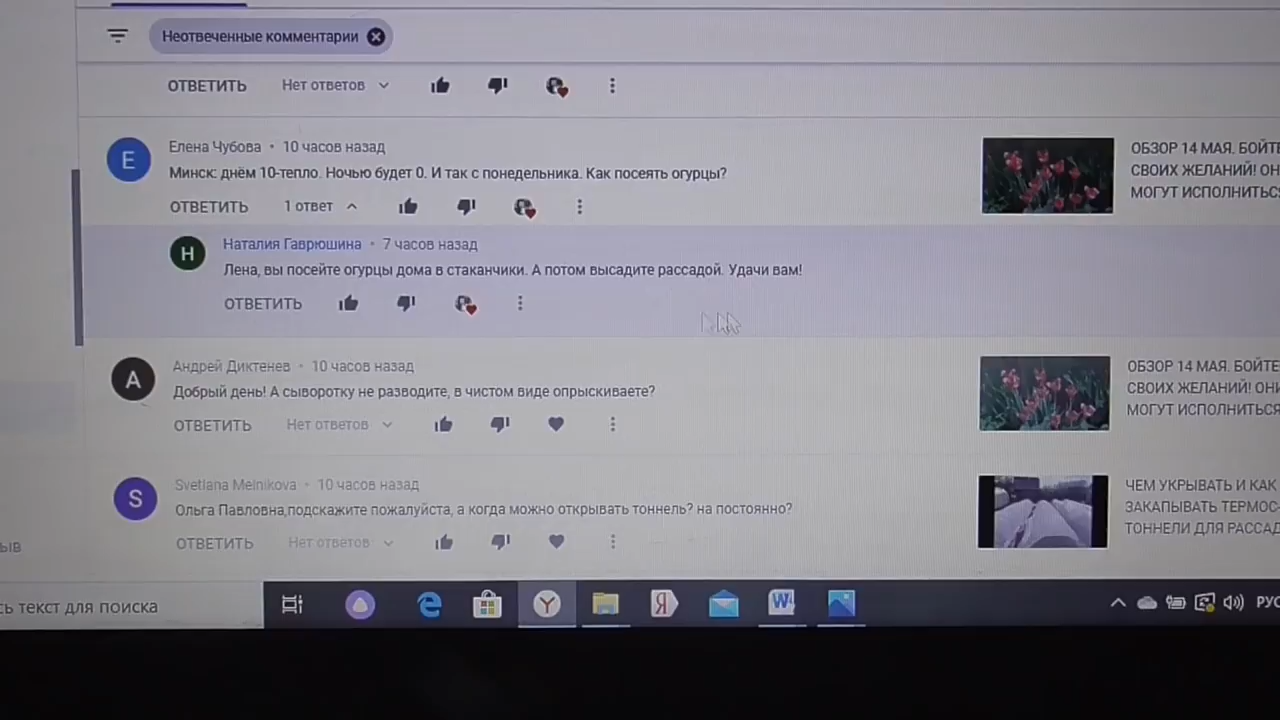 Неотвеченные комментарии
ОТВЕТИТЬ Нет ответов
Е
Елена Чубова • 10 часов назад
Минск: днём 10-тепло. Ночью будет 0. И так с понедельника. Как посеять огурцы?
ОТВЕТИТЬ 1 ответ
ОБЗОР 14 МАЯ. БОЙТЕ
СВОИХ ЖЕЛАНИЙ! ОН
МОГУТ ИСПОЛНИТЬС
Н
Наталия Гаврюшина • 7 часов назад
Лена, вы посейте огурцы дома в стаканчики. А потом высадите рассадой. Удачи вам!
ОТВЕТИТЬ
А
Андрей Диктенев • 10 часов назад
Добрый день! А сыворотку не разводите, в чистом виде опрыскиваете?
ОТВЕТИТЬ Нет ответов
ОБЗОР 14 МАЯ. БОЙТЕ
СВОИХ ЖЕЛАНИЙ! ОНИ
МОГУТ ИСПОЛНИТЬС
S
Svetlana Melnikova • 10 часов назад
Ольга Павловна,подскажите пожалуйста, а когда можно открывать тоннель? на постоянно?
ОТВЕТИТЬ Нет ответов
ЧЕМ УКРЫВАТЬ И КАК
ЗАКАПЫВАТЬ ТЕРМОС-
ТОННЕЛИ ДЛЯ РАССАД
ыв
сь текст для поиска
Y
Я
W
РУС